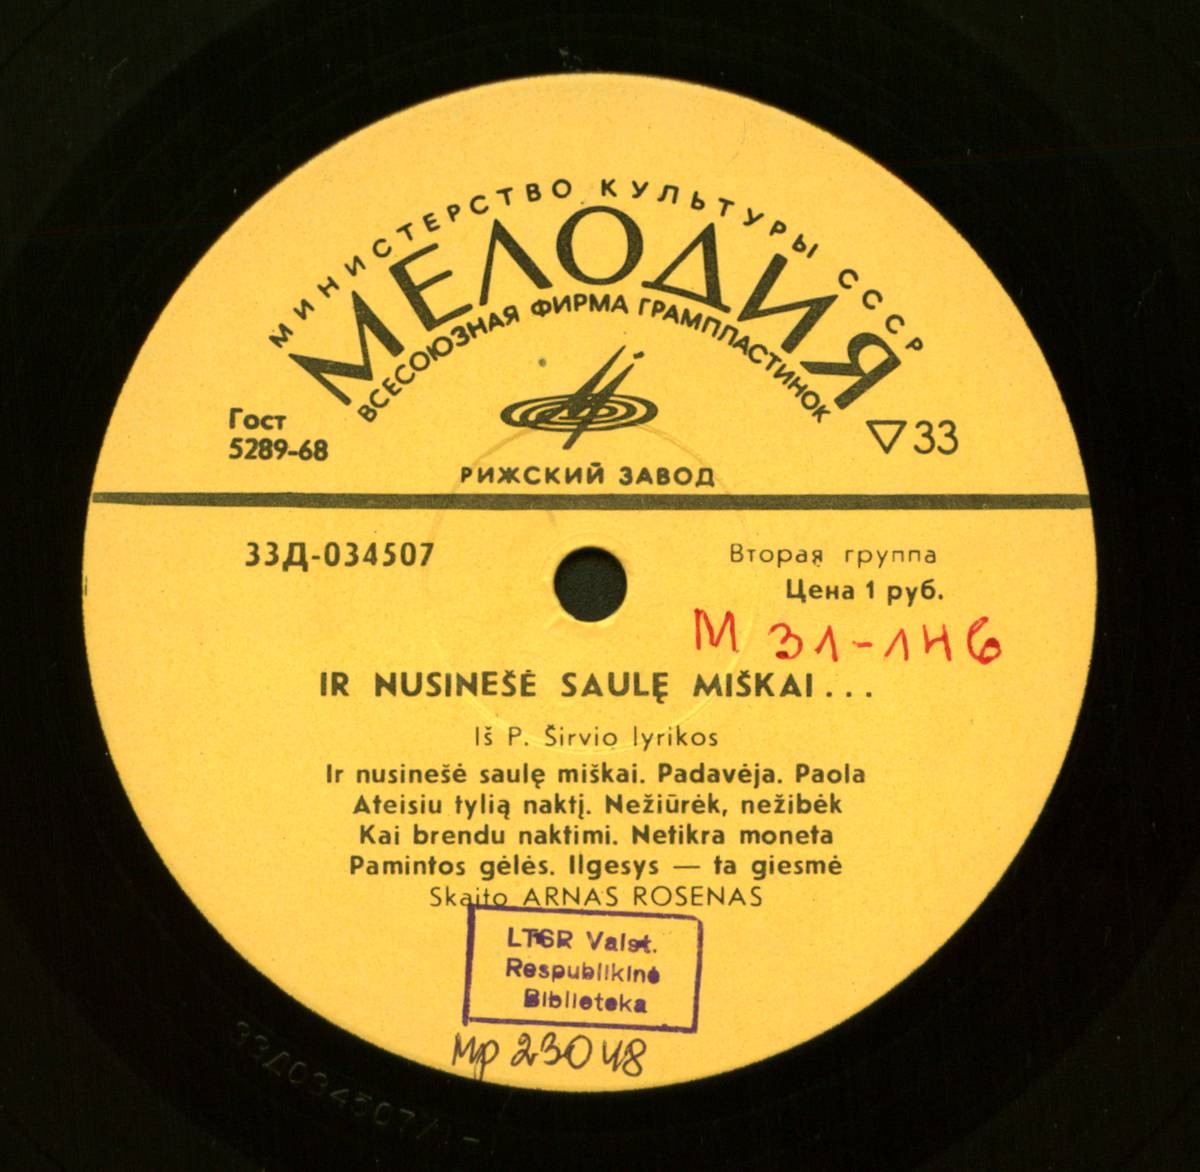 МИНИСТЕРСТВО КУЛЬТУРЫ СССР
МЕЛОДИЯ
ВСЕСОЮЗНАЯ ФИРМА ГРАМПЛАСТИНОК
Гост
5289-68
▽33
РИЖСКИЙ ЗАВОД
33Д-034507
Вторая группа
Цена 1 руб.
M 31-146
IR NUSINEŠĖ SAULĘ MIŠKAI...
Iš P. Širvio lyrikos
Ir nusinešė saulę miškai. Padavėja. Paola
Ateisiu tylią naktį. Nežiūrėk, nežibėk
Kai brendu naktimi. Netikra moneta
Pamintos gėlės. Ilgesys — ta giesmė
Skaito ARNAS ROSENAS
LTSR Valst.
Respublikinė
Biblioteka
Mp 23048
33Д034507/1-